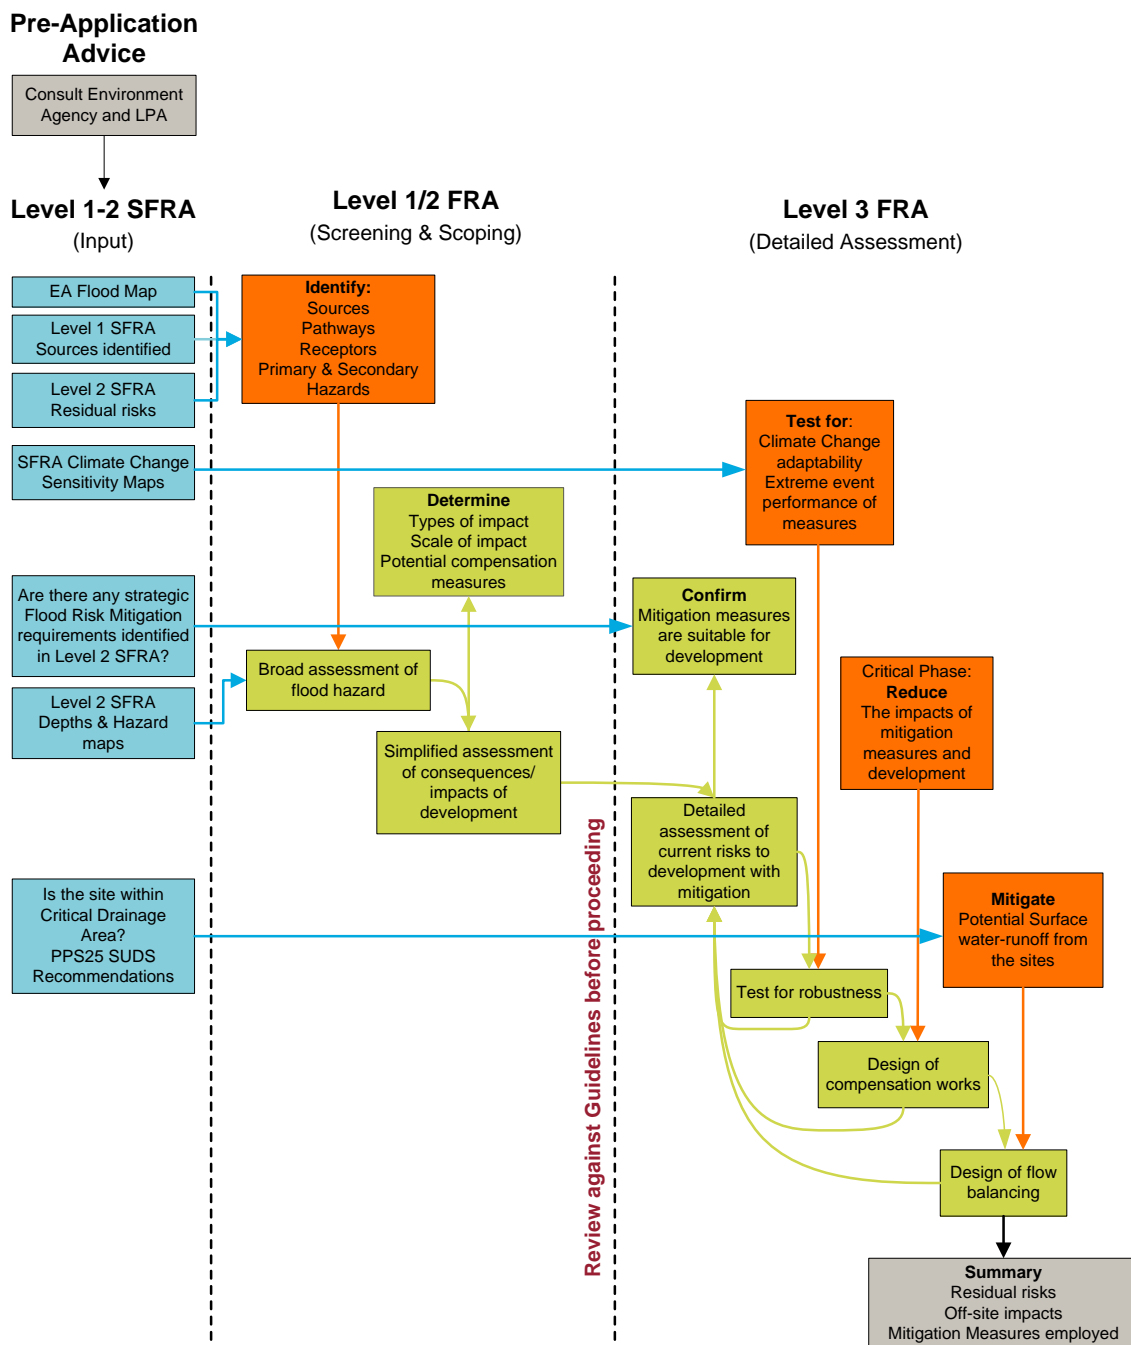 Pre-Application
Advice
Consult Environment
Agency and LPA
Level 1-2 SFRA
(Input)
Level 1/2 FRA
(Screening & Scoping)
Level 3 FRA
(Detailed Assessment)
EA Flood Map
Level 1 SFRA
Sources identified
Level 2 SFRA
Residual risks
SFRA Climate Change
Sensitivity Maps
Are there any strategic
Flood Risk Mitigation
requirements identified
in Level 2 SFRA?
Level 2 SFRA
Depths & Hazard
maps
Is the site within
Critical Drainage
Area?
PPS25 SUDS
Recommendations
Identify:
Sources
Pathways
Receptors
Primary & Secondary
Hazards
Determine
Types of impact
Scale of impact
Potential compensation
measures
Broad assessment of
flood hazard
Simplified assessment
of consequences/
impacts of
development
Review against Guidelines before proceeding
Test for:
Climate Change
adaptability
Extreme event
performance of
measures
Confirm
Mitigation measures
are suitable for
development
Critical Phase:
Reduce
The impacts of
mitigation
measures and
development
Detailed
assessment of
current risks to
development with
mitigation
Mitigate
Potential Surface
water-runoff from
the sites
Test for robustness
Design of
compensation works
Design of flow
balancing
Summary
Residual risks
Off-site impacts
Mitigation Measures employed